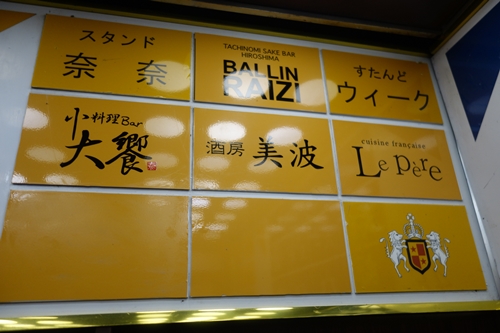 スタンド
奈奈
TACHINOMI SAKE BAR
HIROSHIMA
BALLIN
RAIZI
すたんど
ウィーク
小料理Bar
大饗
酒房 美波
cuisine française
Le père